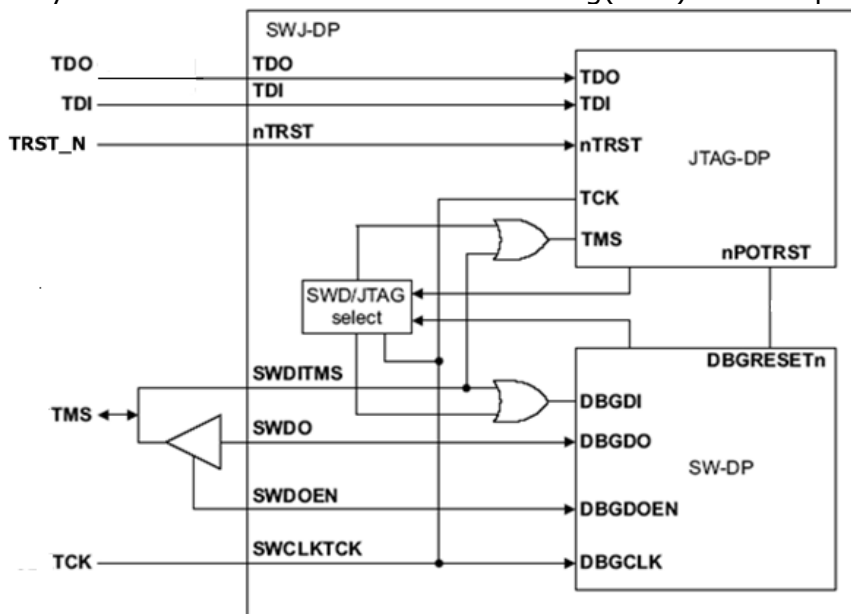 SWJ-DP
TDO TDO TDO
TDI TDI TDI
TRST_N nTRST nTRST
JTAG-DP
TCK
TMS
nPOTRST
SWD/JTAG
select
DBGRESETn
SWDITMS
DBGDI
TMS SWDO DBGDO
SW-DP
SWDOEN DBGDOEN
TCK SWCLKTCK DBGCLK